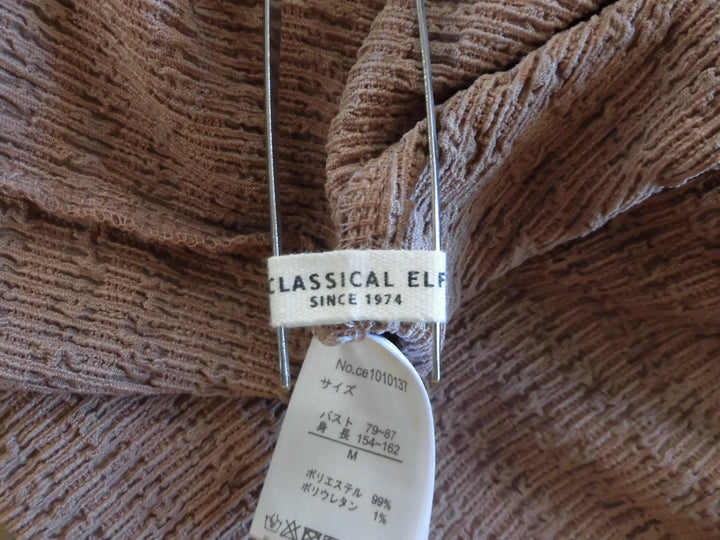 CLASSICAL ELF
SINCE 1974
No.ce1010137
サイズ
バスト 79-87
身長 154-162
M
ポリエステル 99%
ポリウレタン 1%